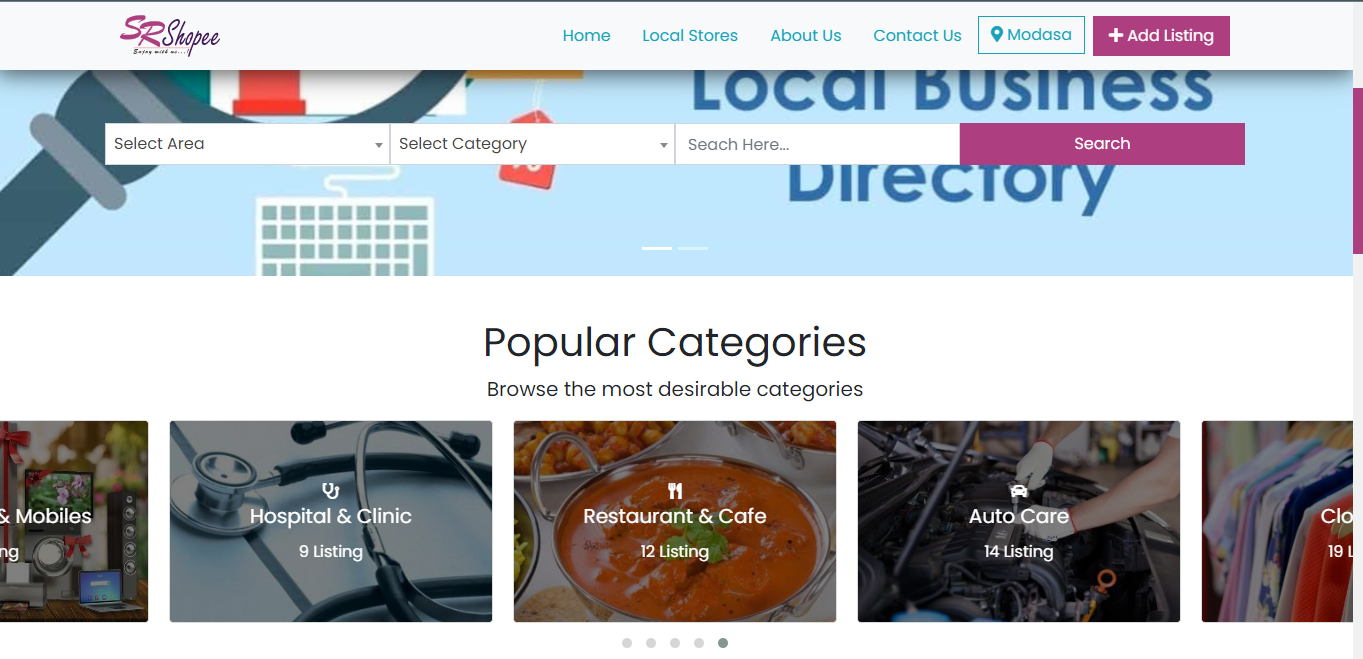 SRShopee
Enjoy with us...!
Home
Local Stores
About Us
Contact Us
Modasa
Add Listing
Local Business
Directory
Select Area
Select Category
Seach Here...
Search
Popular Categories
Browse the most desirable categories
& Mobiles
ng
Hospital & Clinic
9 Listing
Restaurant & Cafe
12 Listing
Auto Care
14 Listing
Clo
19 L